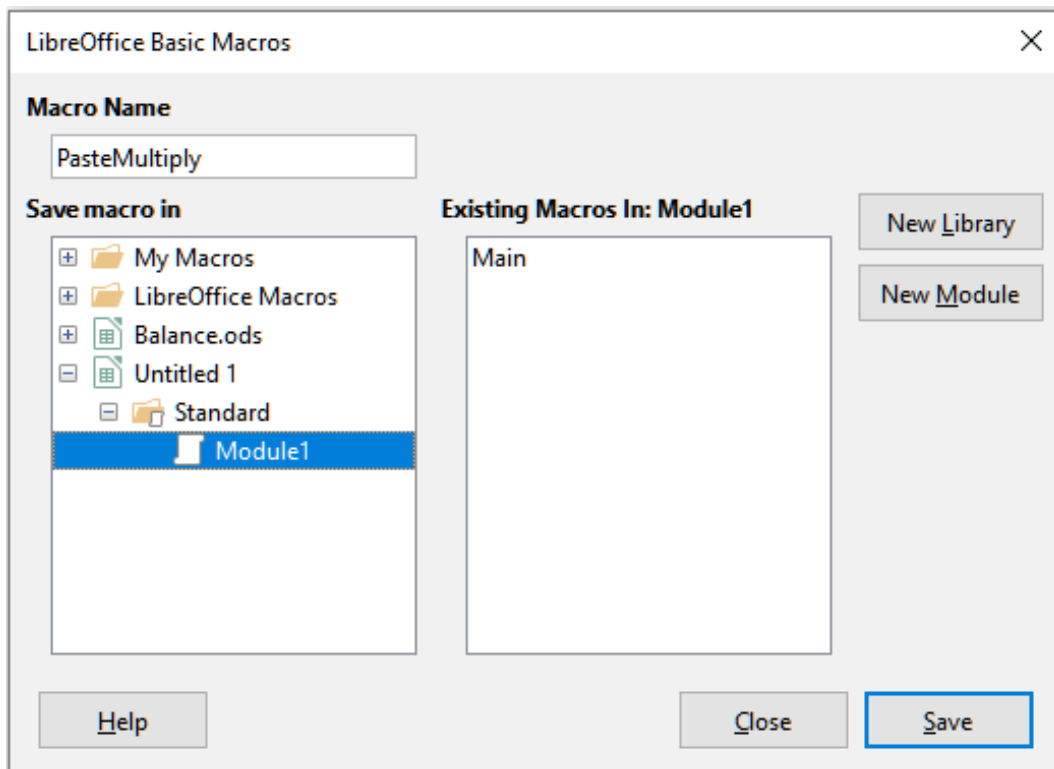 LibreOffice Basic Macros
Macro Name
PasteMultiply
Save macro in
My Macros
LibreOffice Macros
Balance.ods
Untitled 1
Standard
Module1
Existing Macros In: Module1
Main
New Library
New Module
Help
Close
Save